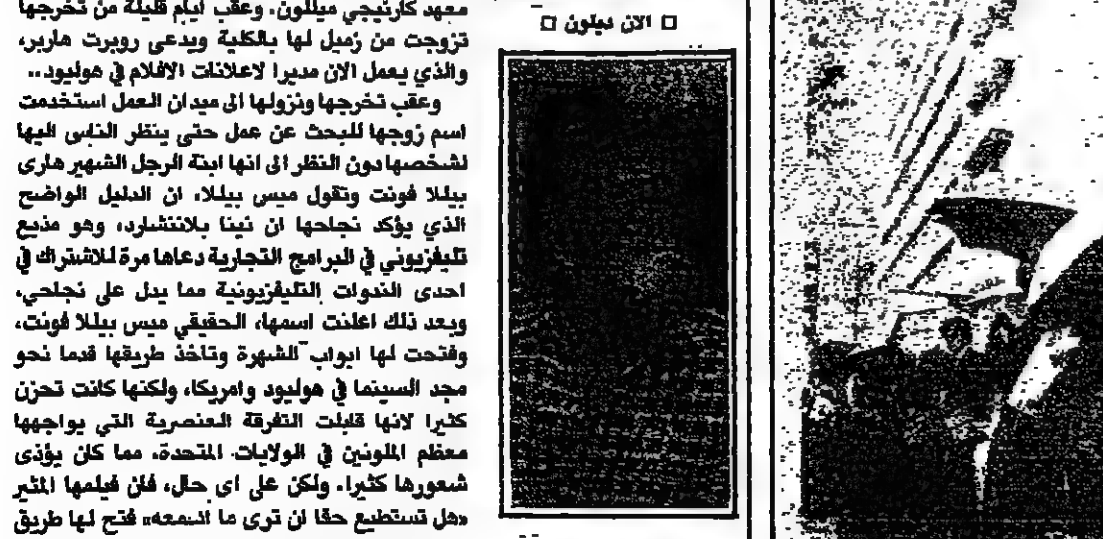 معهد كارنيجي ميللون. وعقب ايام قليلة من تخرجها
تزوجت من زميل لها بالكلية ويدعى روبرت هارير،
والذي يعمل الان مديرا لاعلانات الافلام في هوليود..
وعقب تخرجها ونزولها الى ميدان العمل استخدمت
اسم زوجها للبحث عن عمل حتى ينظر الناس اليها
لشخصها دون النظر الى انها ابنة الرجل الشهير هارى
بيللا فونت وتقول ميس بيللا، ان الدليل الواضح
الذي يؤكد نجاحها ان نينا بلانتشارد، وهو مذيع
تليفزيوني في البرامج التجارية دعاها مرة للاشتراك في
احدى الندوات التليفزيونية مما يدل على نجاحي،
وبعد ذلك اعلنت اسمها، الحقيقي ميس بيللا فونت،
وفتحت لها ابواب الشهرة وتاخذ طريقها قدما نحو
مجد السينما في هوليود وامريكا، ولكنها كانت تحزن
كثيرا لانها قابلت التفرقة العنصرية التي يواجهها
معظم الملونين في الولايات المتحدة، مما كان يؤذى
شعورها كثيرا. ولكن على اى حال، فان فيلمها المثير
«هل تستطيع حقا ان ترى ما اسمعه» فتح لها طريق
□ الان ديلون □